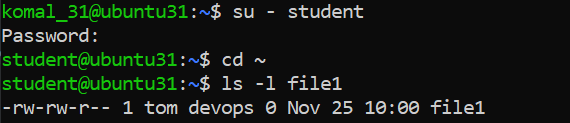 komal_31@ubuntu31:~$ su - student
Password:
student@ubuntu31:~$ cd ~
student@ubuntu31:~$ ls -l file1
-rw-rw-r-- 1 tom devops 0 Nov 25 10:00 file1